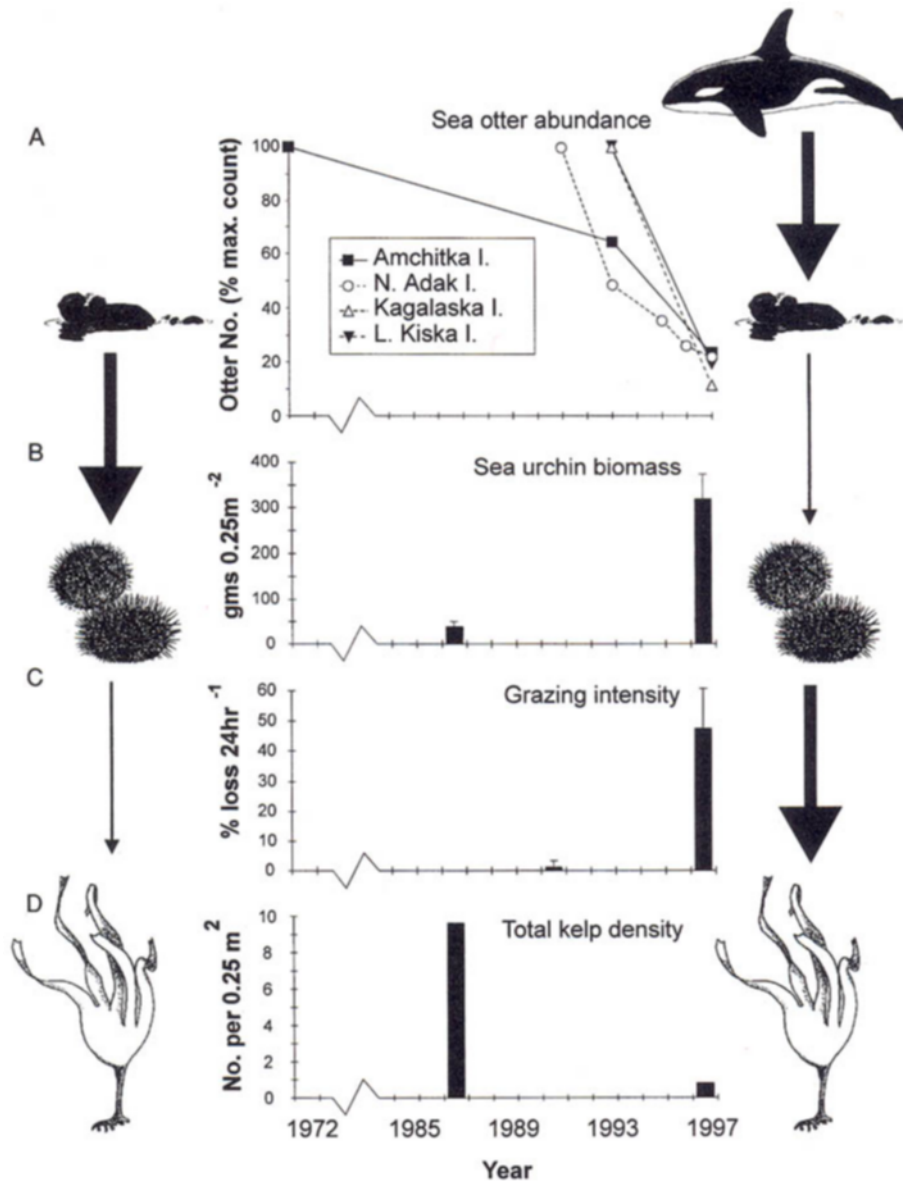 A
Sea otter abundance
Otter No. (% max. count)
100
80
60
40
20
0
Amchitka I.
N. Adak I.
Kagalaska I.
L. Kiska I.
B
Sea urchin biomass
gms 0.25m⁻²
400
300
200
100
0
C
Grazing intensity
% loss 24hr⁻¹
60
50
40
30
20
10
0
D
Total kelp density
No. per 0.25 m²
10
8
6
4
2
0
1972 1985 1989 1993 1997
Year